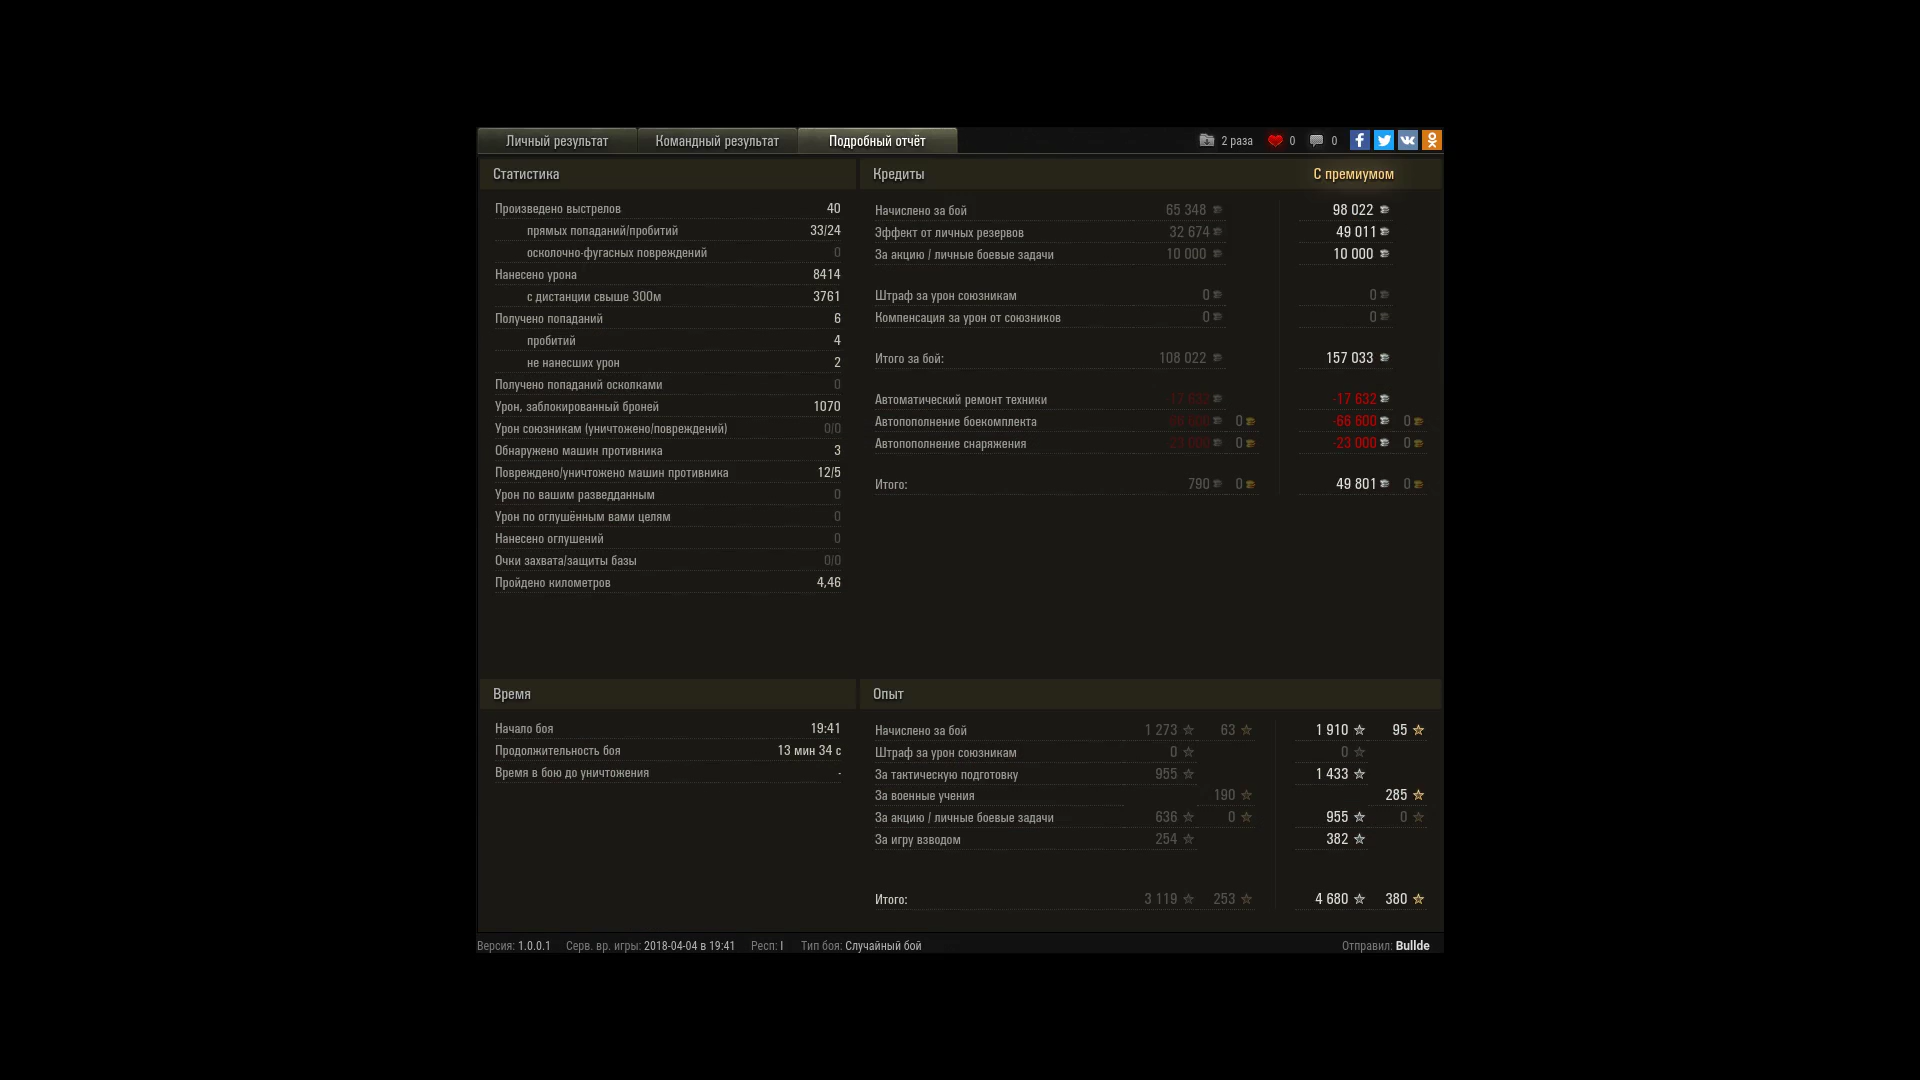 Личный результат Командный результат Подробный отчёт 2 раза 0 0
Статистика
Произведено выстрелов 40
прямых попаданий/пробитий 33/24
осколочно-фугасных повреждений 0
Нанесено урона 8414
с дистанции свыше 300м 3761
Получено попаданий 6
пробитий 4
не нанесших урон 2
Получено попаданий осколками 0
Урон, заблокированный броней 1070
Урон союзникам (уничтожено/повреждений) 0/0
Обнаружено машин противника 3
Повреждено/уничтожено машин противника 12/5
Урон по вашим разведданным 0
Урон по оглушённым вами целям 0
Нанесено оглушений 0
Очки захвата/защиты базы 0/0
Пройдено километров 4,46
Кредиты С премиумом
Начислено за бой 65 348 98 022
Эффект от личных резервов 32 674 49 011
За акцию / личные боевые задачи 10 000 10 000
Штраф за урон союзникам 0 0
Компенсация за урон от союзников 0 0
Итого за бой: 108 022 157 033
Автоматический ремонт техники -17 632 -17 632
Автопополнение боекомплекта -66 600 0 -66 600 0
Автопополнение снаряжения -23 000 0 -23 000 0
Итого: 790 0 49 801 0
Время
Начало боя 19:41
Продолжительность боя 13 мин 34 с
Время в бою до уничтожения -
Опыт
Начислено за бой 1 273 63 1 910 95
Штраф за урон союзникам 0 0
За тактическую подготовку 955 1 433
За военные учения 190 285
За акцию / личные боевые задачи 636 0 955 0
За игру взводом 254 382
Итого: 3 119 253 4 680 380
Версия: 1.0.0.1 Серв. вр. игры: 2018-04-04 в 19:41 Респ: I Тип боя: Случайный бой Отправил: Bullde